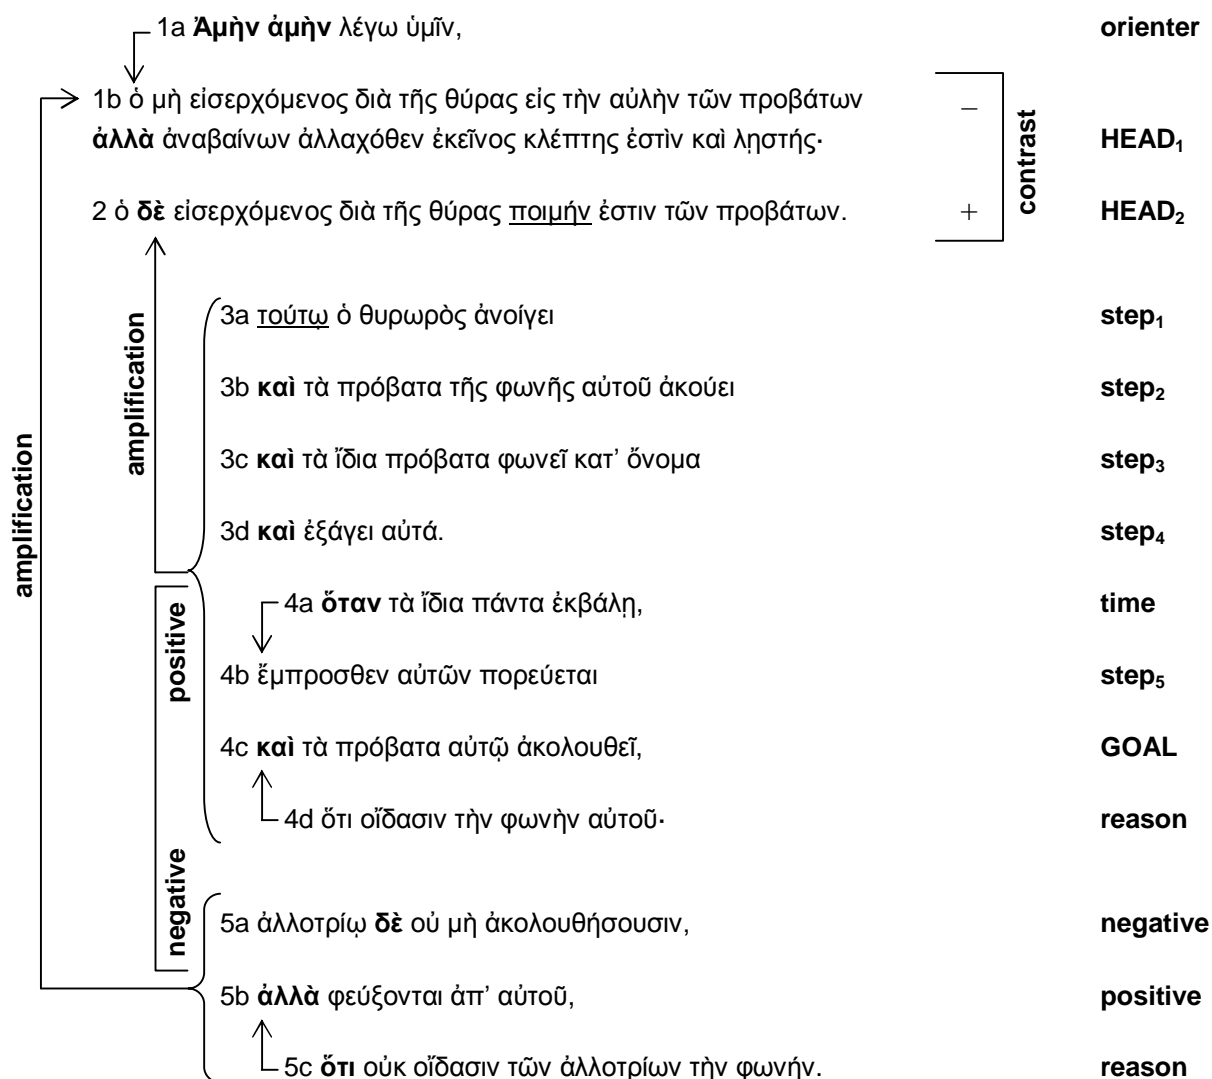 1a Ἀμὴν ἀμὴν λέγω ὑμῖν, orienter
1b ὁ μὴ εἰσερχόμενος διὰ τῆς θύρας εἰς τὴν αὐλὴν τῶν προβάτων –
ἀλλὰ ἀναβαίνων ἀλλαχόθεν ἐκεῖνος κλέπτης ἐστὶν καὶ λῃστής· HEAD₁
contrast
2 ὁ δὲ εἰσερχόμενος διὰ τῆς θύρας ποιμήν ἐστιν τῶν προβάτων. + HEAD₂
amplification
amplification
3a τούτῳ ὁ θυρωρὸς ἀνοίγει step₁
3b καὶ τὰ πρόβατα τῆς φωνῆς αὐτοῦ ἀκούει step₂
3c καὶ τὰ ἴδια πρόβατα φωνεῖ κατ’ ὄνομα step₃
3d καὶ ἐξάγει αὐτά. step₄
positive
4a ὅταν τὰ ἴδια πάντα ἐκβάλῃ, time
4b ἔμπροσθεν αὐτῶν πορεύεται step₅
4c καὶ τὰ πρόβατα αὐτῷ ἀκολουθεῖ, GOAL
4d ὅτι οἴδασιν τὴν φωνὴν αὐτοῦ· reason
negative
5a ἀλλοτρίῳ δὲ οὐ μὴ ἀκολουθήσουσιν, negative
5b ἀλλὰ φεύξονται ἀπ’ αὐτοῦ, positive
5c ὅτι οὐκ οἴδασιν τῶν ἀλλοτρίων τὴν φωνήν. reason